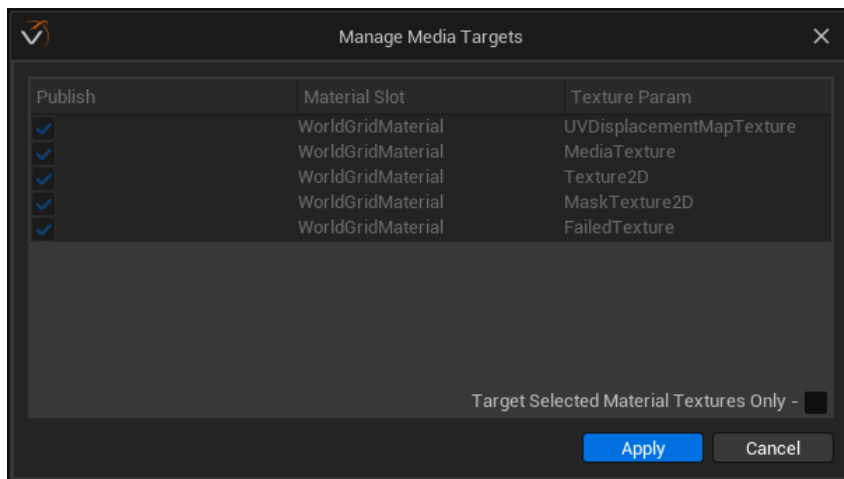 Manage Media Targets
Publish Material Slot Texture Param
WorldGridMaterial UVDisplacementMapTexture
WorldGridMaterial MediaTexture
WorldGridMaterial Texture2D
WorldGridMaterial MaskTexture2D
WorldGridMaterial FailedTexture
Target Selected Material Textures Only -
Apply Cancel